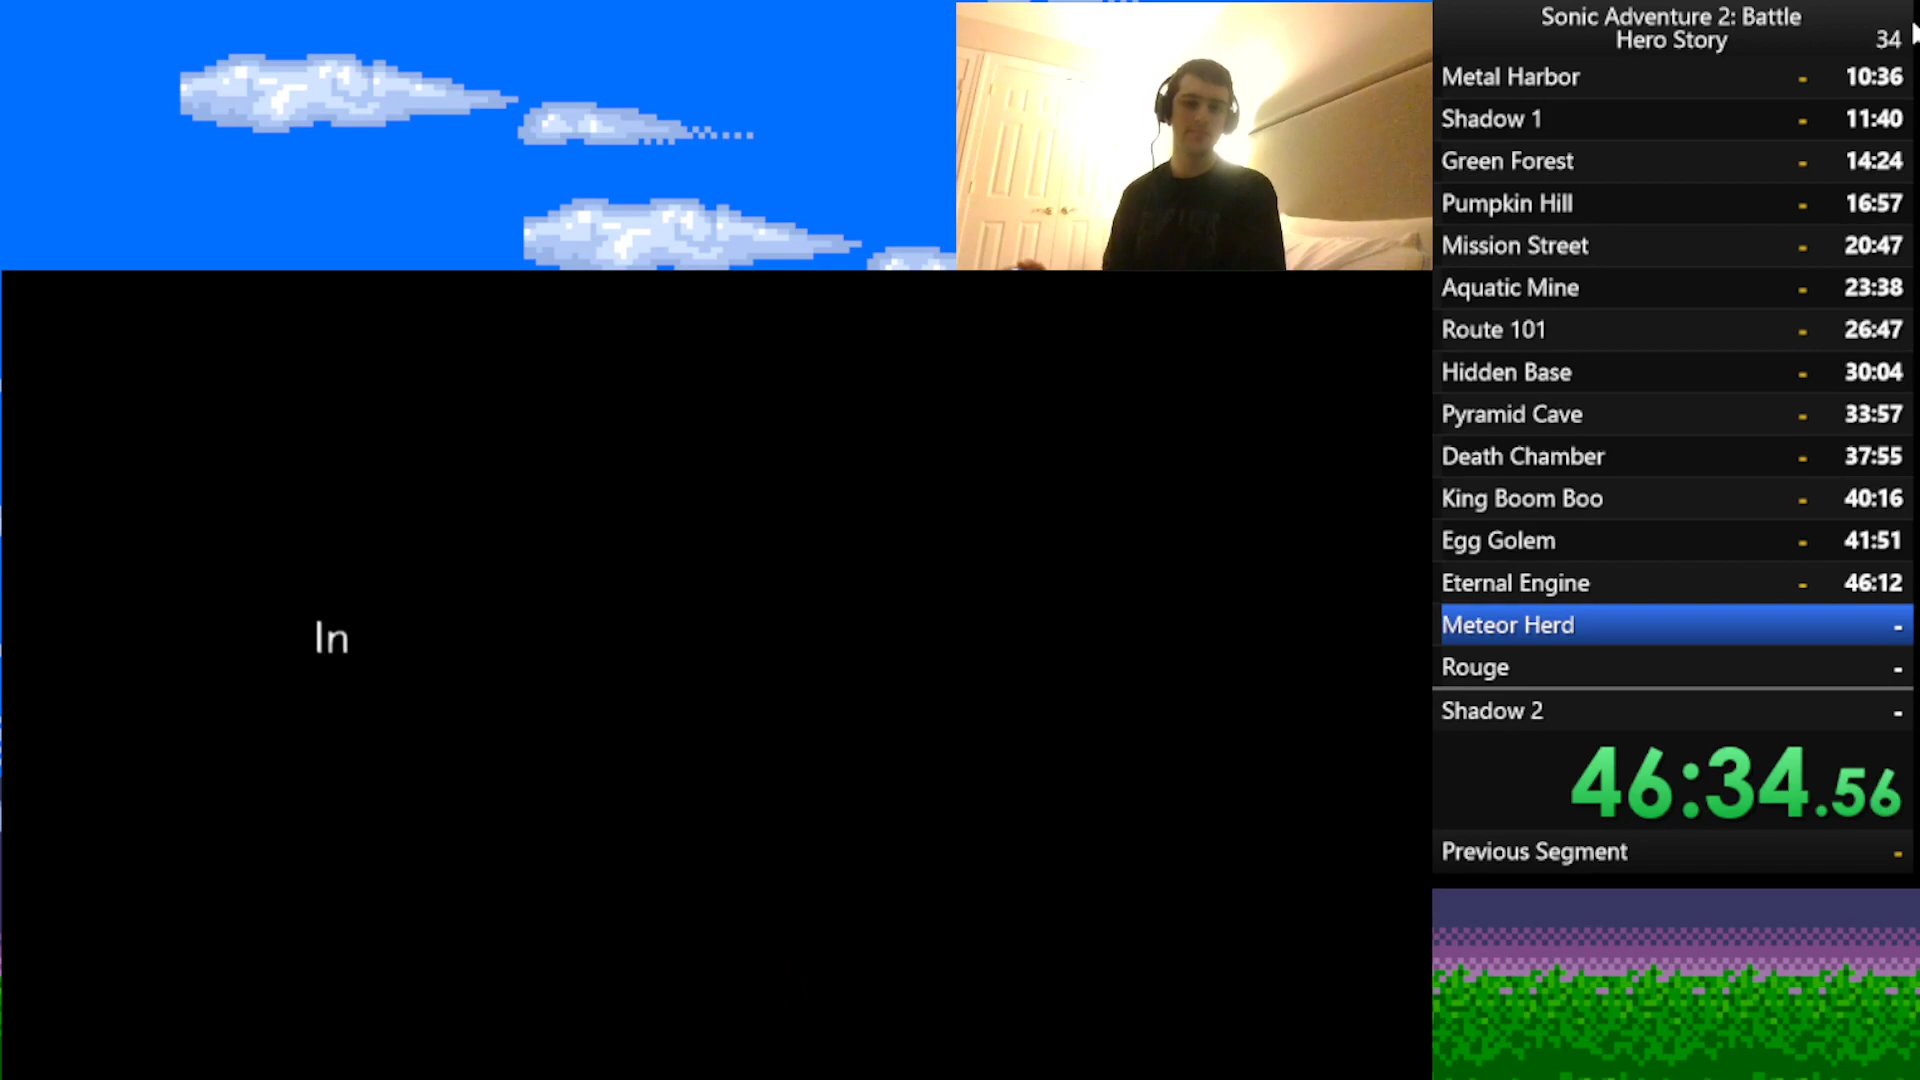 Sonic Adventure 2: Battle
Hero Story 34
Metal Harbor - 10:36
Shadow 1 - 11:40
Green Forest - 14:24
Pumpkin Hill - 16:57
Mission Street - 20:47
Aquatic Mine - 23:38
Route 101 - 26:47
Hidden Base - 30:04
Pyramid Cave - 33:57
Death Chamber - 37:55
King Boom Boo - 40:16
Egg Golem - 41:51
Eternal Engine - 46:12
In
Meteor Herd -
Rouge -
Shadow 2 -
46:34.56
Previous Segment -